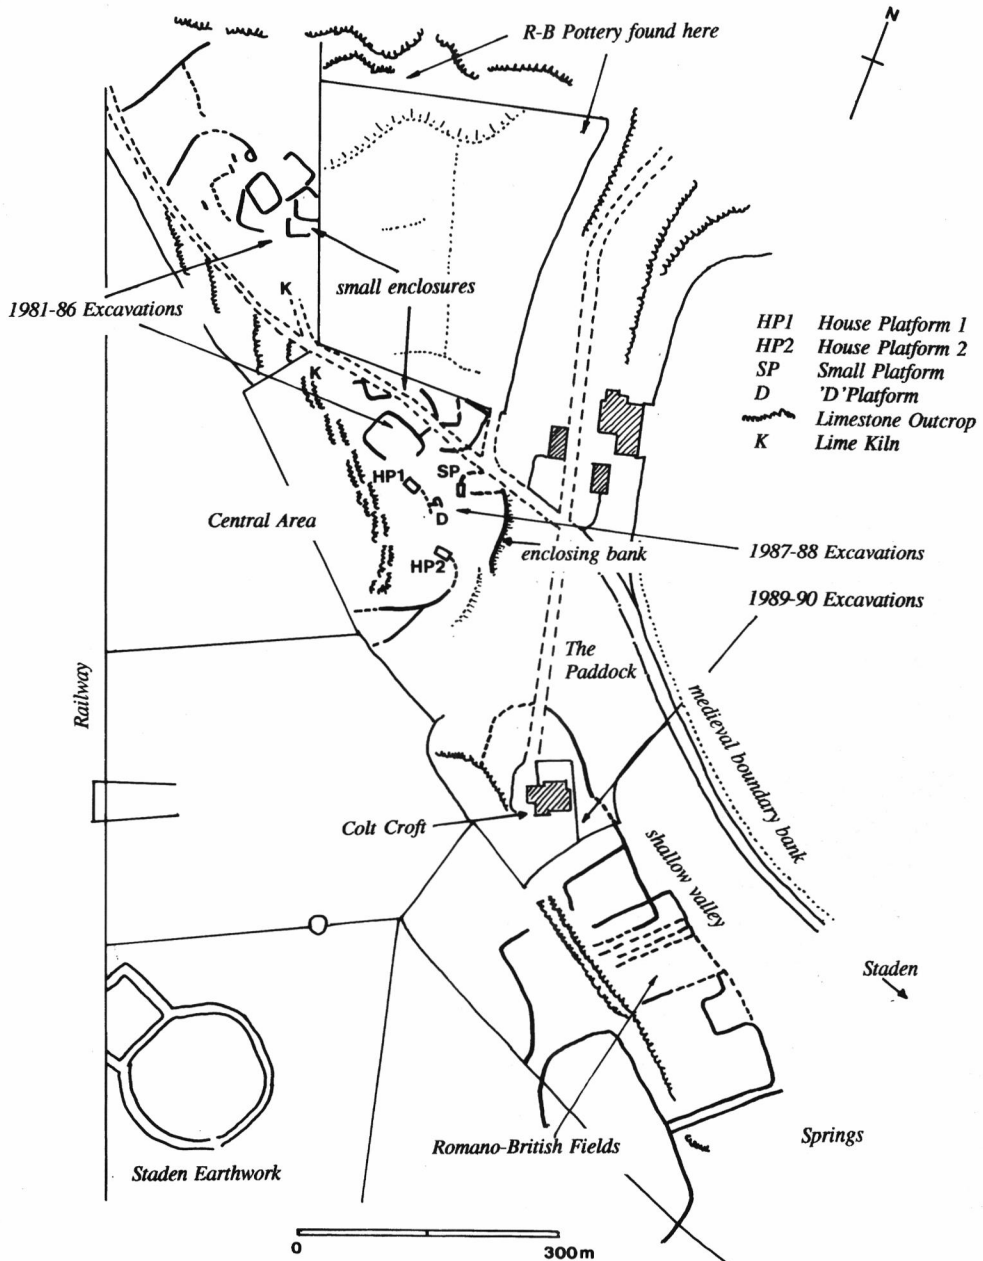 R-B Pottery found here
N
small enclosures
1981-86 Excavations
K
K
HP1 House Platform 1
HP2 House Platform 2
SP Small Platform
D 'D'Platform
Limestone Outcrop
K Lime Kiln
HP1
SP
D
Central Area
HP2
enclosing bank
1987-88 Excavations
1989-90 Excavations
The
Paddock
Railway
medieval boundary bank
Colt Croft
shallow valley
Staden
Romano-British Fields
Springs
Staden Earthwork
0
300m